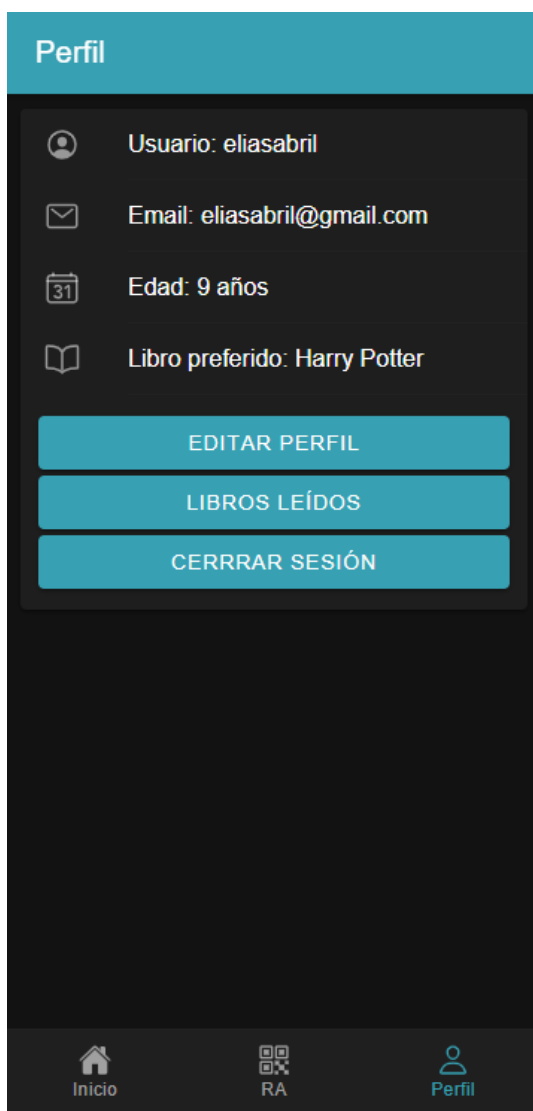 Perfil
Usuario: eliasabril
Email: eliasabril@gmail.com
31
Edad: 9 años
Libro preferido: Harry Potter
EDITAR PERFIL
LIBROS LEÍDOS
CERRRAR SESIÓN
Inicio
RA
Perfil